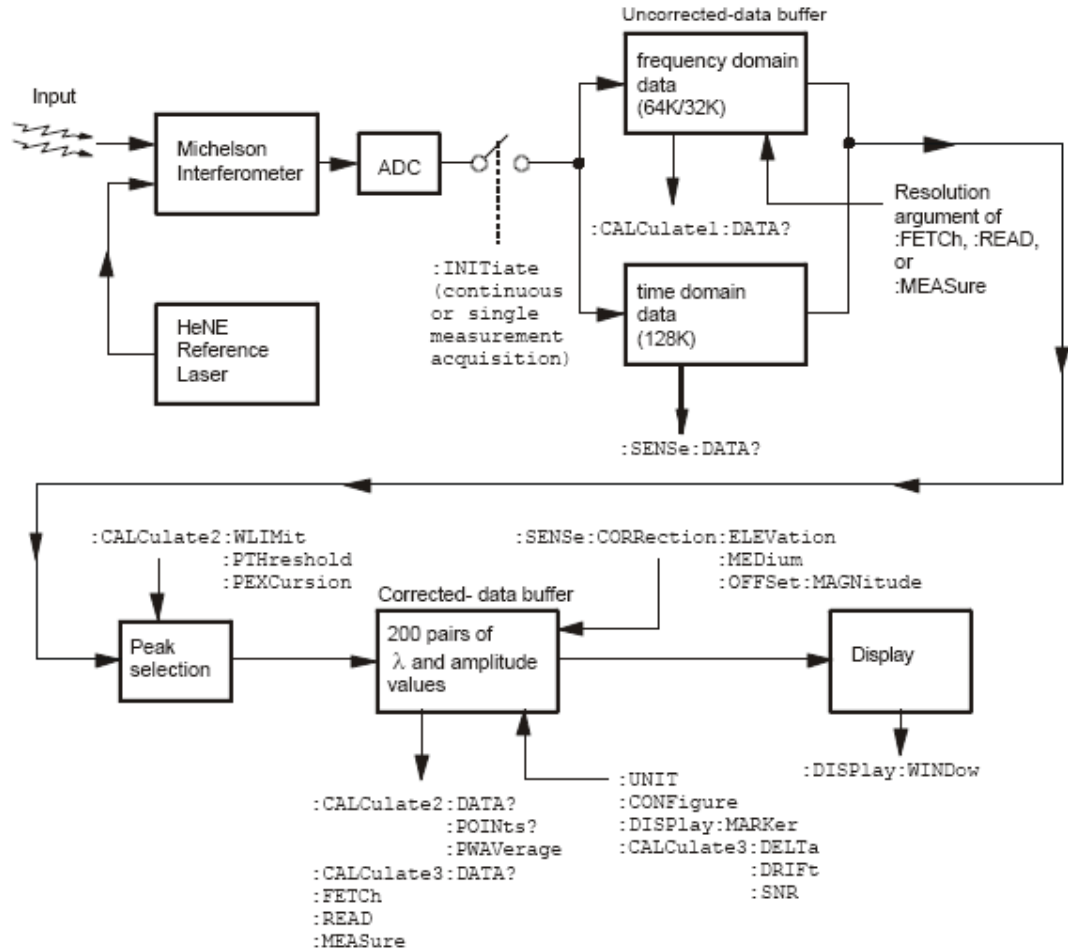 Uncorrected-data buffer
frequency domain
data
(64K/32K)
Input
Michelson
Interferometer
ADC
:CALCulate1:DATA?
Resolution
argument of
:FETCh, :READ,
or
:MEASure
:INITiate
(continuous
or single
measurement
acquisition)
time domain
data
(128K)
HeNE
Reference
Laser
:SENSe:DATA?
:CALCulate2:WLIMit
:PTHreshold
:PEXCursion
:SENSe:CORRection:ELEVation
:MEDium
:OFFSet:MAGNitude
Corrected- data buffer
Peak
selection
200 pairs of
λ and amplitude
values
Display
:DISPlay:WINDow
:CALCulate2:DATA?
:POINts?
:PWAVerage
:CALCulate3:DATA?
:FETCh
:READ
:MEASure
:UNIT
:CONFigure
:DISPlay:MARKer
:CALCulate3:DELTa
:DRIFt
:SNR